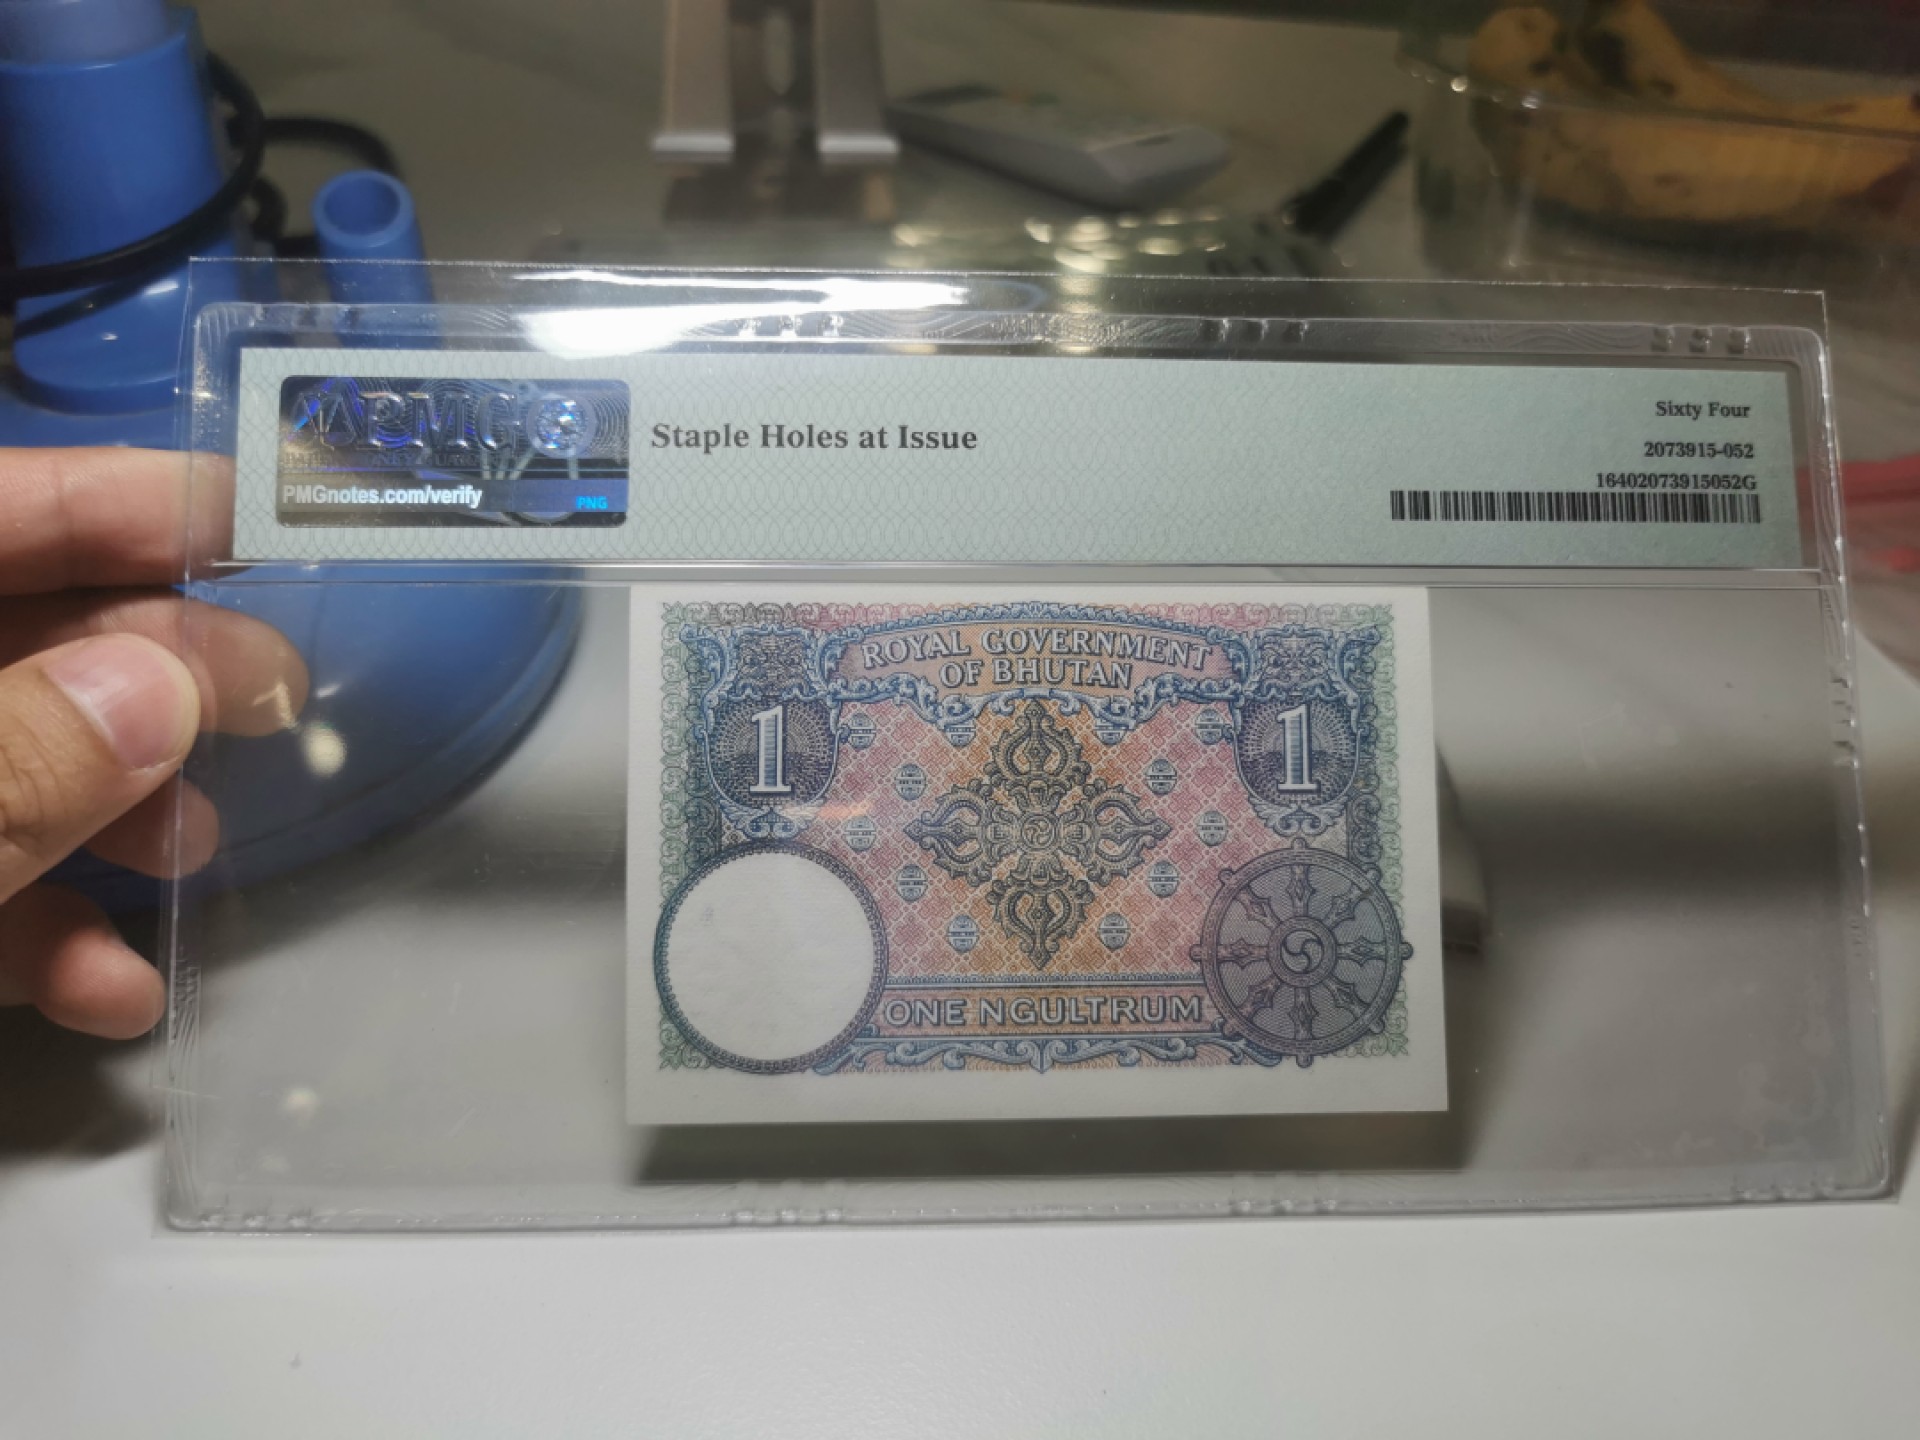 PMG
PMGnotes.com/verify
PNG
Staple Holes at Issue
Sixty Four
2073915-052
16402073915052G
ROYAL GOVERNMENT
OF BHUTAN
1
1
ONE NGULTRUM